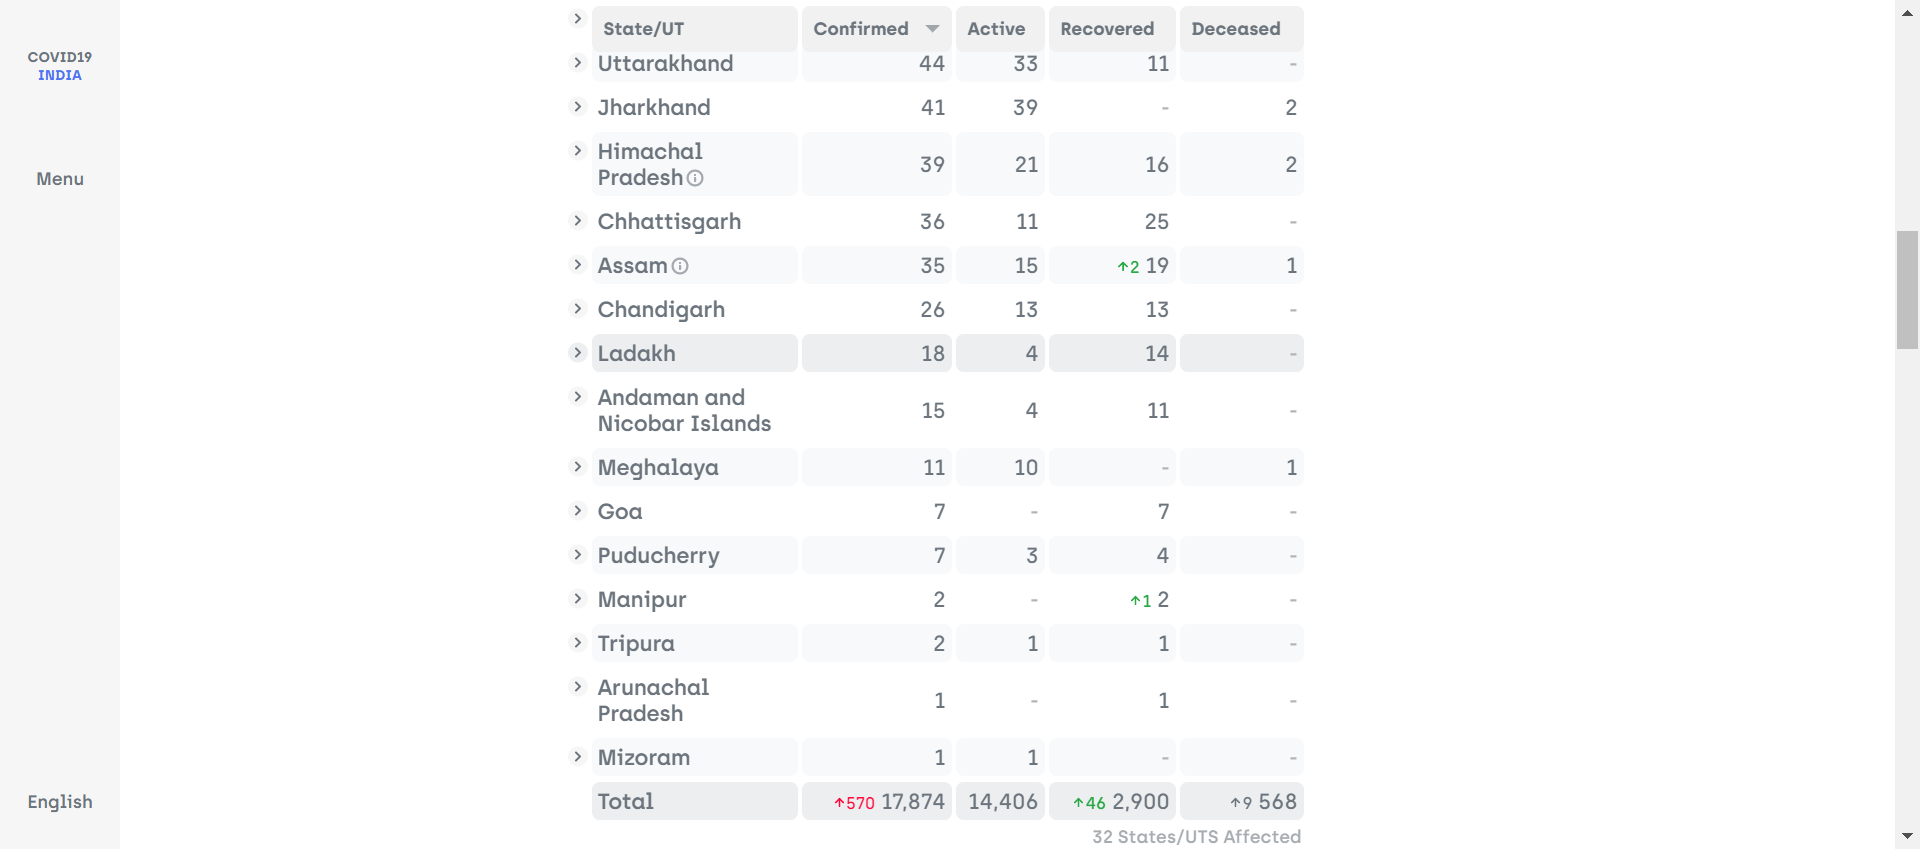 COVID19
INDIA
Menu
English
State/UT Confirmed Active Recovered Deceased
Uttarakhand 44 33 11 -
Jharkhand 41 39 - 2
Himachal
Pradesh 39 21 16 2
Chhattisgarh 36 11 25 -
Assam 35 15 ↑2 19 1
Chandigarh 26 13 13 -
Ladakh 18 4 14 -
Andaman and
Nicobar Islands 15 4 11 -
Meghalaya 11 10 - 1
Goa 7 - 7 -
Puducherry 7 3 4 -
Manipur 2 - ↑1 2 -
Tripura 2 1 1 -
Arunachal
Pradesh 1 - 1 -
Mizoram 1 1 - -
Total ↑570 17,874 14,406 ↑46 2,900 ↑9 568
32 States/UTS Affected